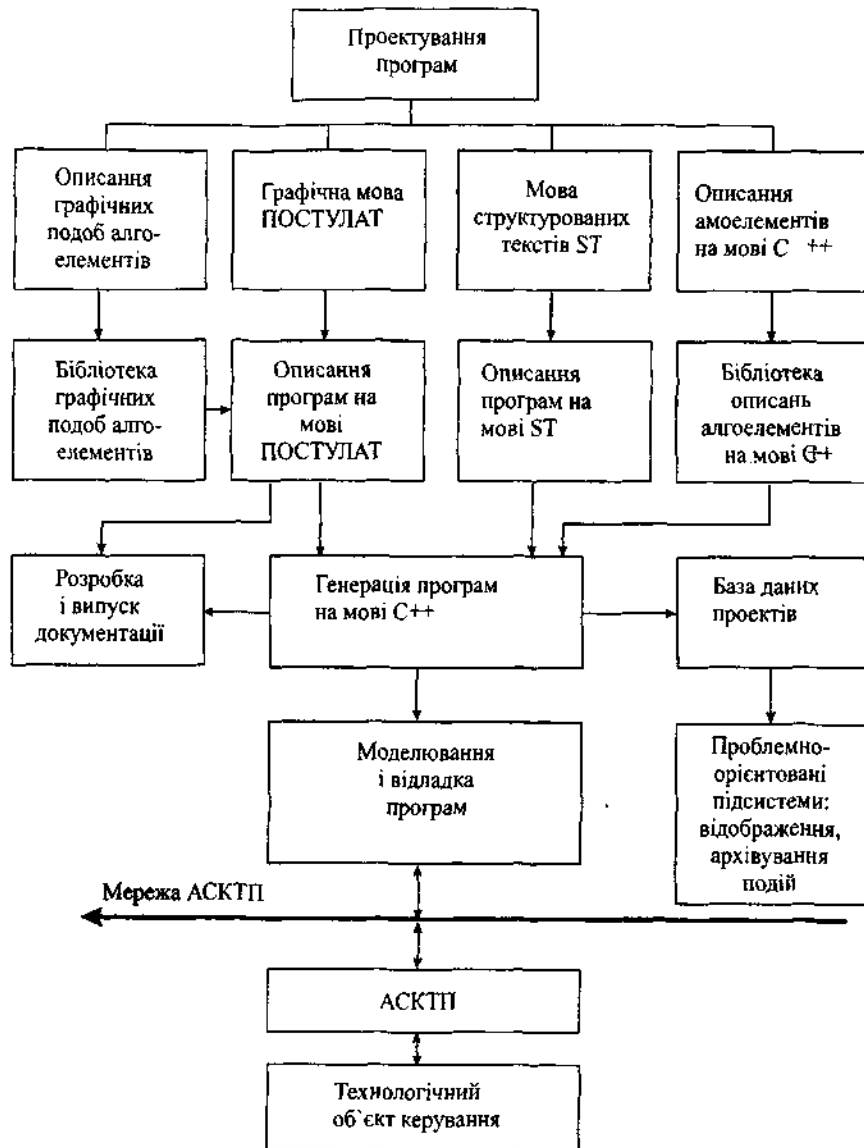 Проектування
програм
Описання
графічних
подоб алго-
елементів
Графічна мова
ПОСТУЛАТ
Мова
структурованих
текстів ST
Описання
амоелементів
на мові C ++
Бібліотека
графічних
подоб алго-
елементів
Описання
програм на
мові
ПОСТУЛАТ
Описання
програм на
мові ST
Бібліотека
описань
алгоелементів
на мові C++
Розробка
і випуск
документації
Генерація програм
на мові C++
База даних
проектів
Моделювання
і відладка
програм
Проблемно-
орієнтовані
підсистеми:
відображення,
архівування
подій
Мережа АСКТП
АСКТП
Технологічний
об`єкт керування